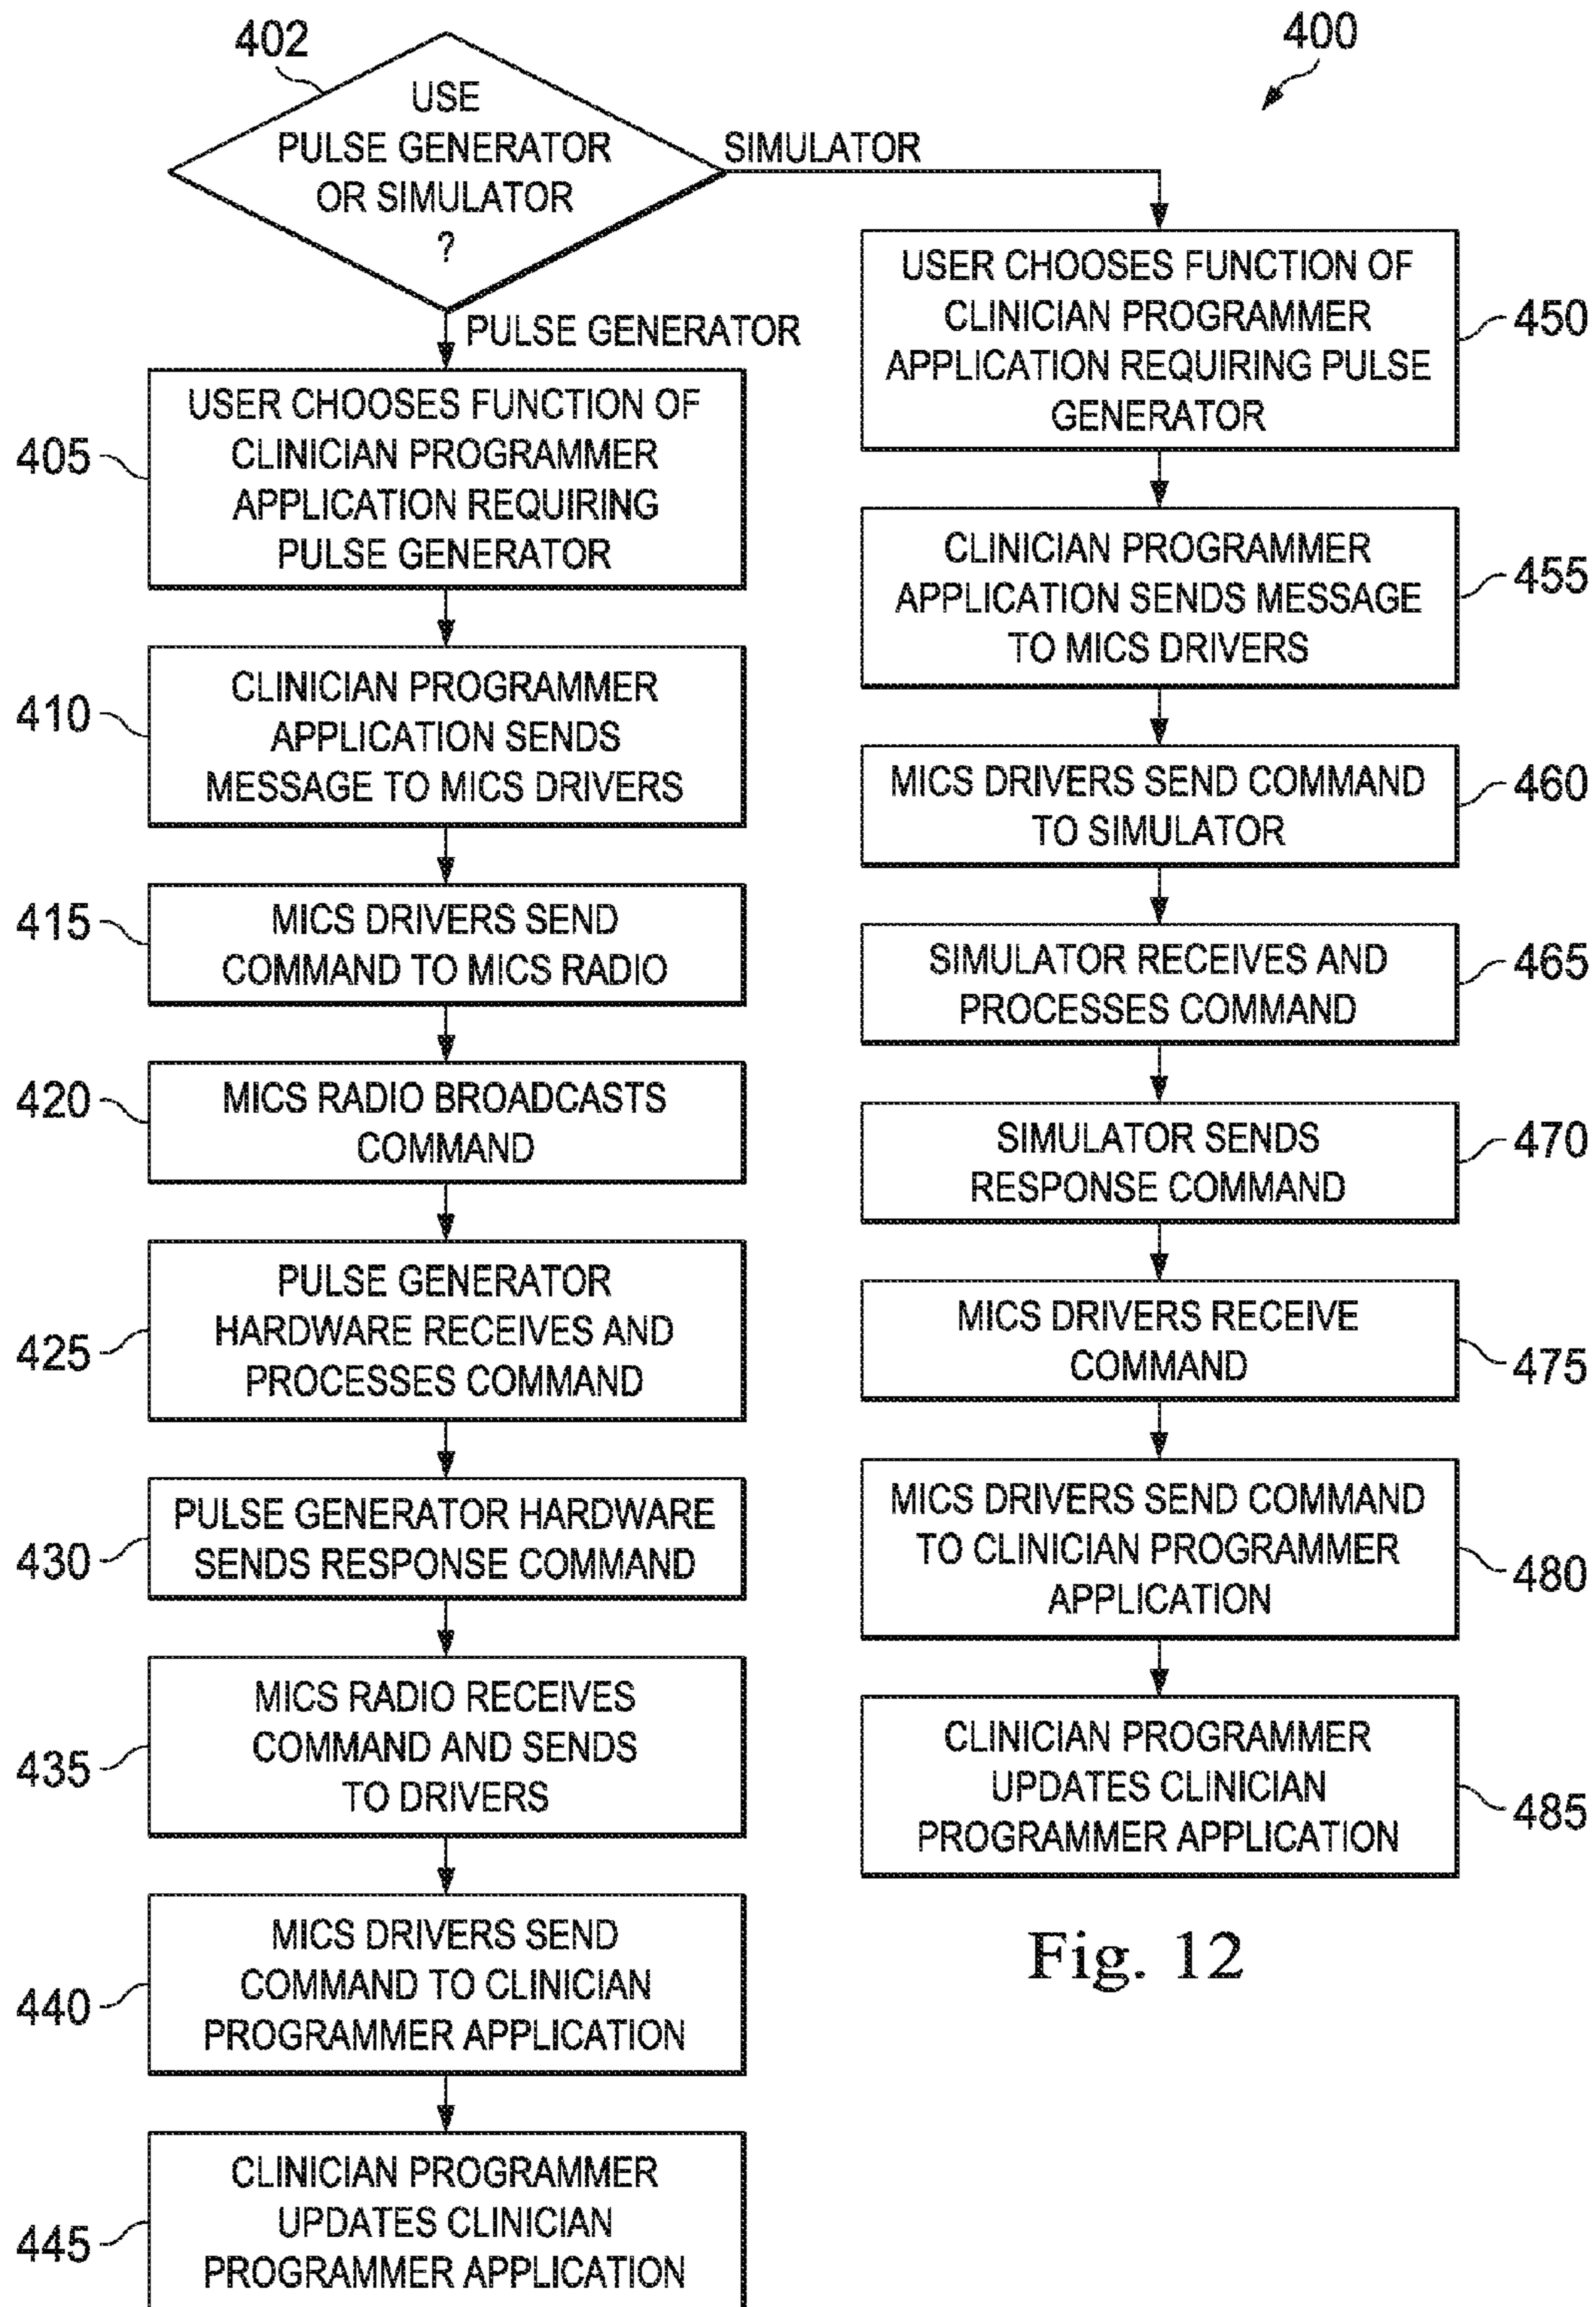 402
400
USE
PULSE GENERATOR
OR SIMULATOR
?
SIMULATOR
PULSE GENERATOR
405
USER CHOOSES FUNCTION OF
CLINICIAN PROGRAMMER
APPLICATION REQUIRING
PULSE GENERATOR
410
CLINICIAN PROGRAMMER
APPLICATION SENDS
MESSAGE TO MICS DRIVERS
415
MICS DRIVERS SEND
COMMAND TO MICS RADIO
420
MICS RADIO BROADCASTS
COMMAND
425
PULSE GENERATOR
HARDWARE RECEIVES AND
PROCESSES COMMAND
430
PULSE GENERATOR HARDWARE
SENDS RESPONSE COMMAND
435
MICS RADIO RECEIVES
COMMAND AND SENDS
TO DRIVERS
440
MICS DRIVERS SEND
COMMAND TO CLINICIAN
PROGRAMMER APPLICATION
445
CLINICIAN PROGRAMMER
UPDATES CLINICIAN
PROGRAMMER APPLICATION
USER CHOOSES FUNCTION OF
CLINICIAN PROGRAMMER
APPLICATION REQUIRING PULSE
GENERATOR
450
CLINICIAN PROGRAMMER
APPLICATION SENDS MESSAGE
TO MICS DRIVERS
455
MICS DRIVERS SEND COMMAND
TO SIMULATOR
460
SIMULATOR RECEIVES AND
PROCESSES COMMAND
465
SIMULATOR SENDS
RESPONSE COMMAND
470
MICS DRIVERS RECEIVE
COMMAND
475
MICS DRIVERS SEND COMMAND
TO CLINICIAN PROGRAMMER
APPLICATION
480
CLINICIAN PROGRAMMER
UPDATES CLINICIAN
PROGRAMMER APPLICATION
485
Fig. 12